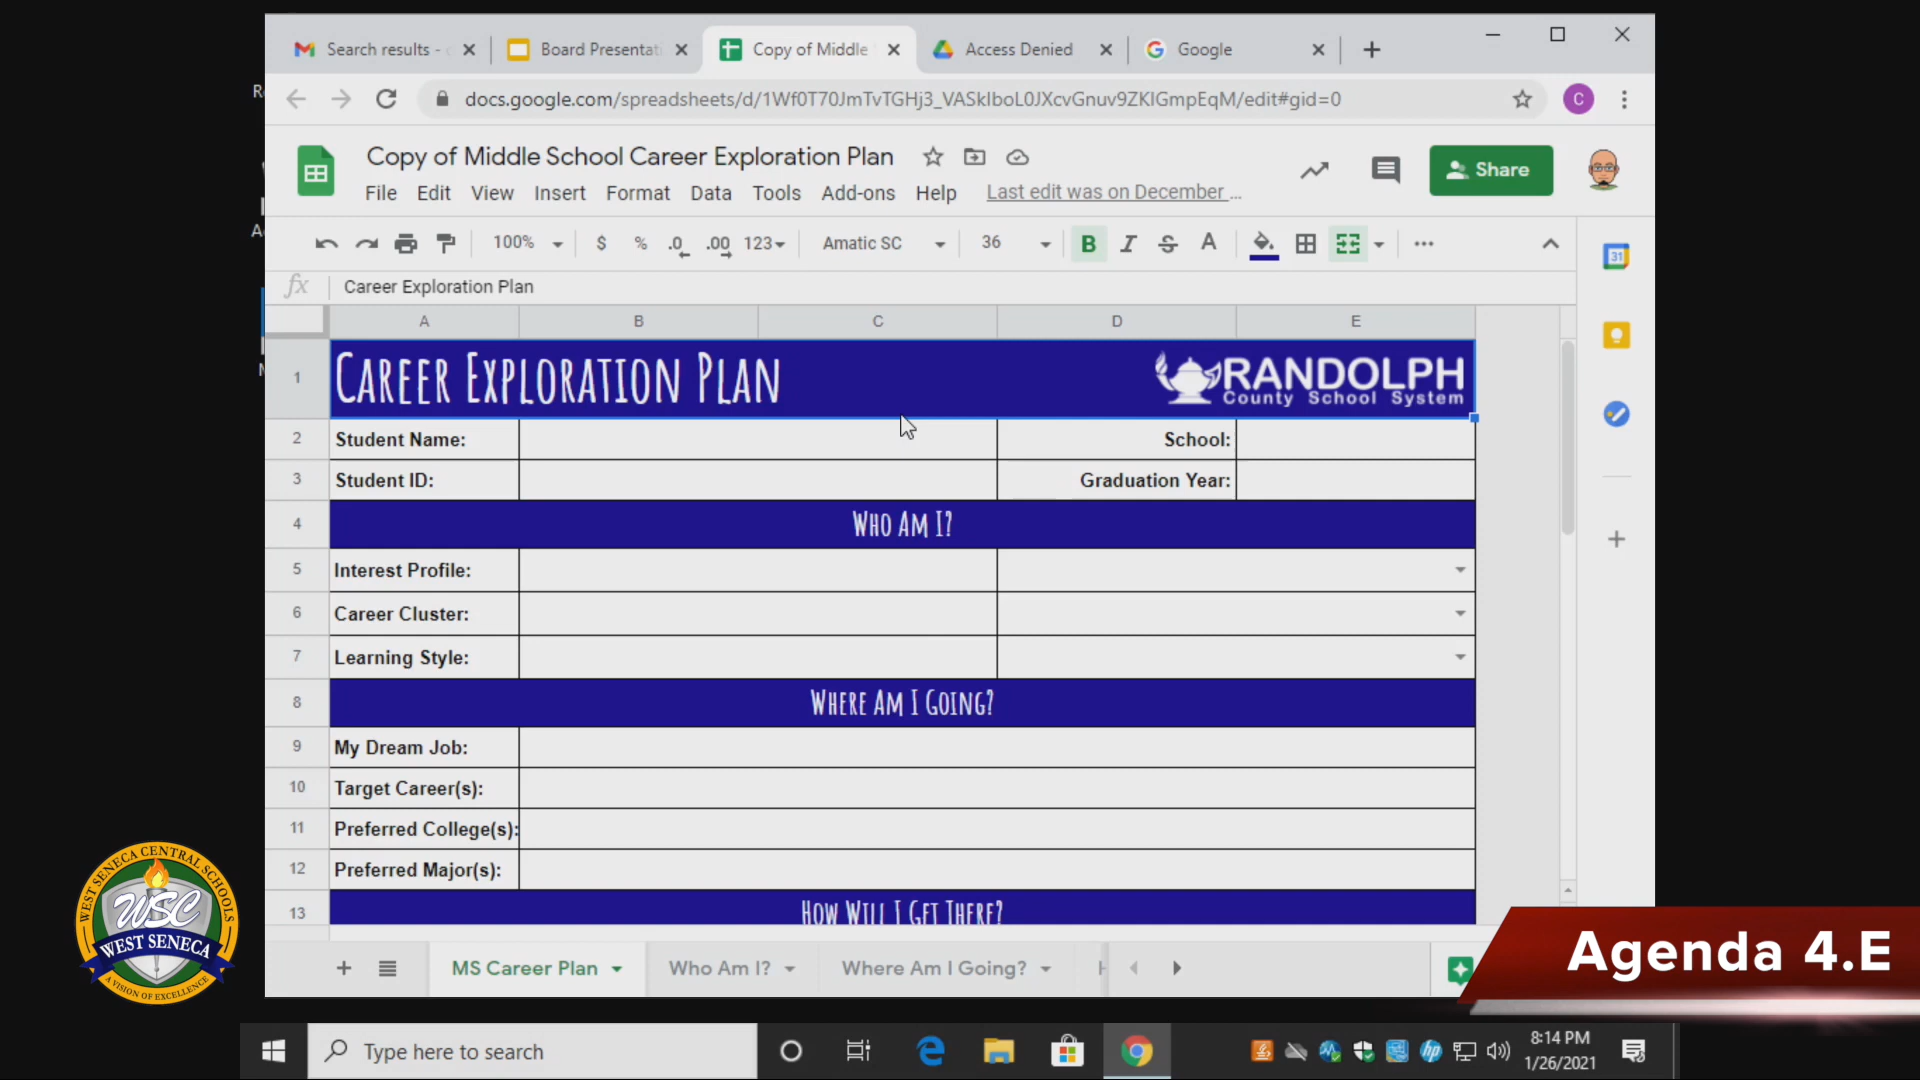 Search results -
Board Presentati
Copy of Middle
Access Denied
Google
docs.google.com/spreadsheets/d/1Wf0T70JmTvTGHj3_VASkIboL0JXcvGnuv9ZKIGmpEqM/edit#gid=0
C
Copy of Middle School Career Exploration Plan
Share
File Edit View Insert Format Data Tools Add-ons Help Last edit was on December ...
100% $ % .0 .00 123 Amatic SC 36 B I S A
31
fx Career Exploration Plan
A B C D E
1 Career Exploration Plan RANDOLPH
County School System
2 Student Name: School:
3 Student ID: Graduation Year:
4 Who Am I?
5 Interest Profile:
6 Career Cluster:
7 Learning Style:
8 Where Am I Going?
9 My Dream Job:
10 Target Career(s):
11 Preferred College(s):
12 Preferred Major(s):
13 How Will I Get There?
MS Career Plan Who Am I? Where Am I Going?
WEST SENECA CENTRAL SCHOOLS
WSC
WEST SENECA
A VISION OF EXCELLENCE
Agenda 4.E
Type here to search
hp
8:14 PM
1/26/2021